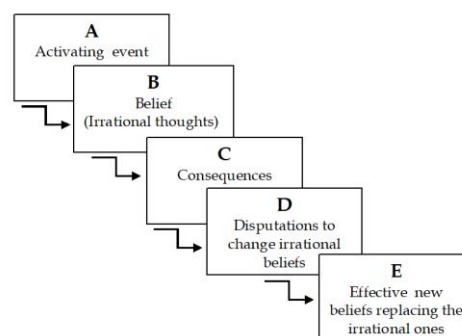 A
Activating event
B
Belief
(Irrational thoughts)
C
Consequences
D
Disputations to
change irrational
beliefs
E
Effective new
beliefs replacing the
irrational ones